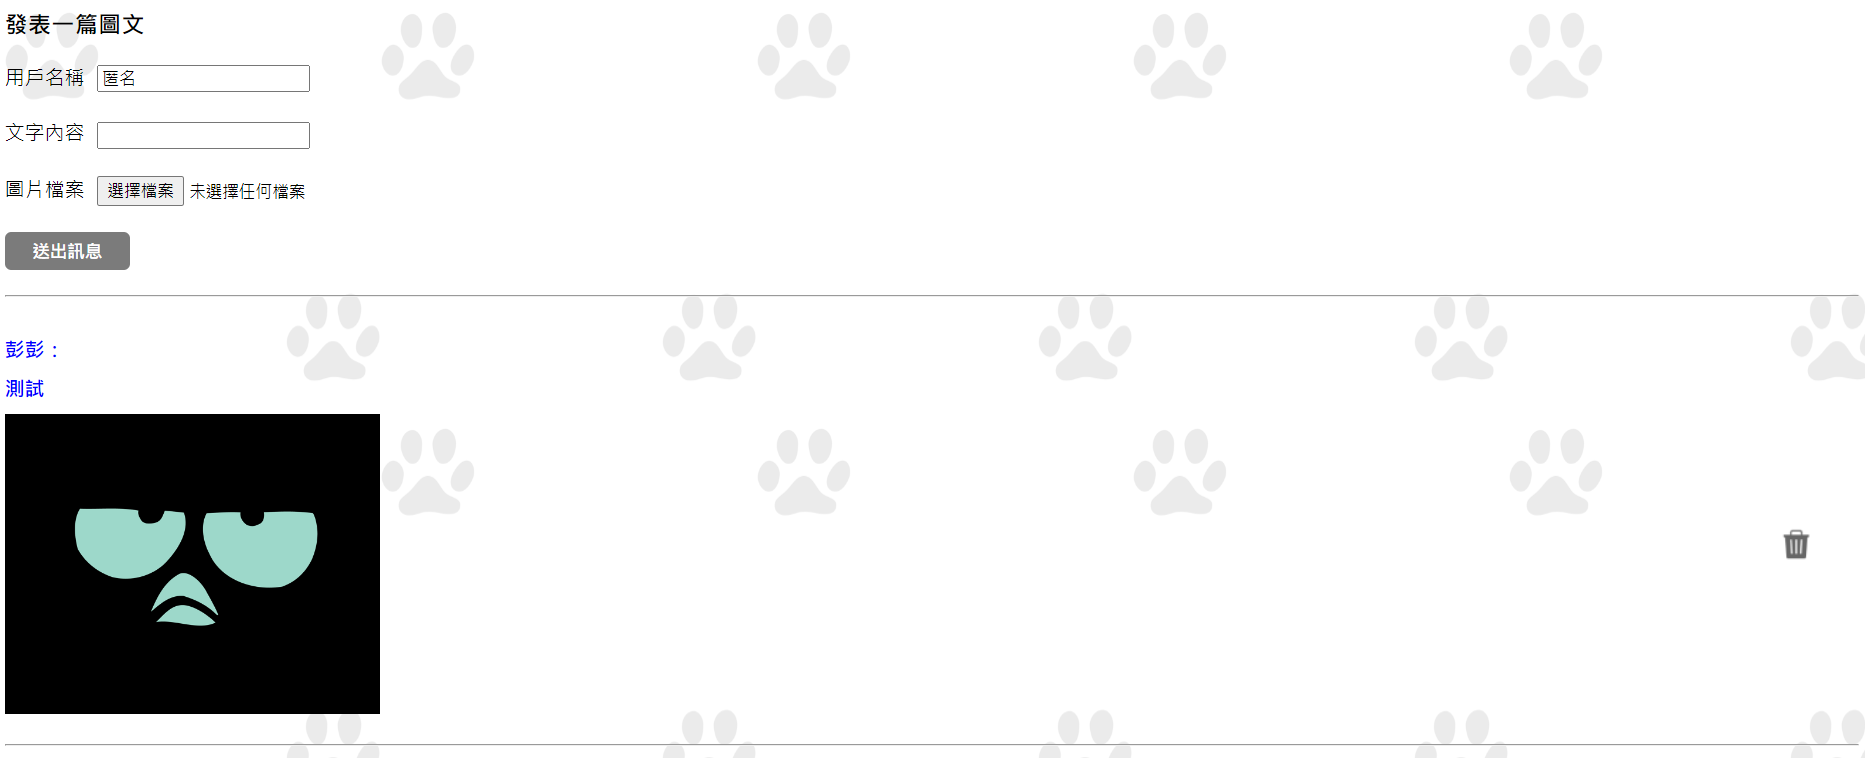 發表一篇圖文
用戶名稱 匿名
文字內容
圖片檔案 選擇檔案 未選擇任何檔案
送出訊息
彭彭：
測試